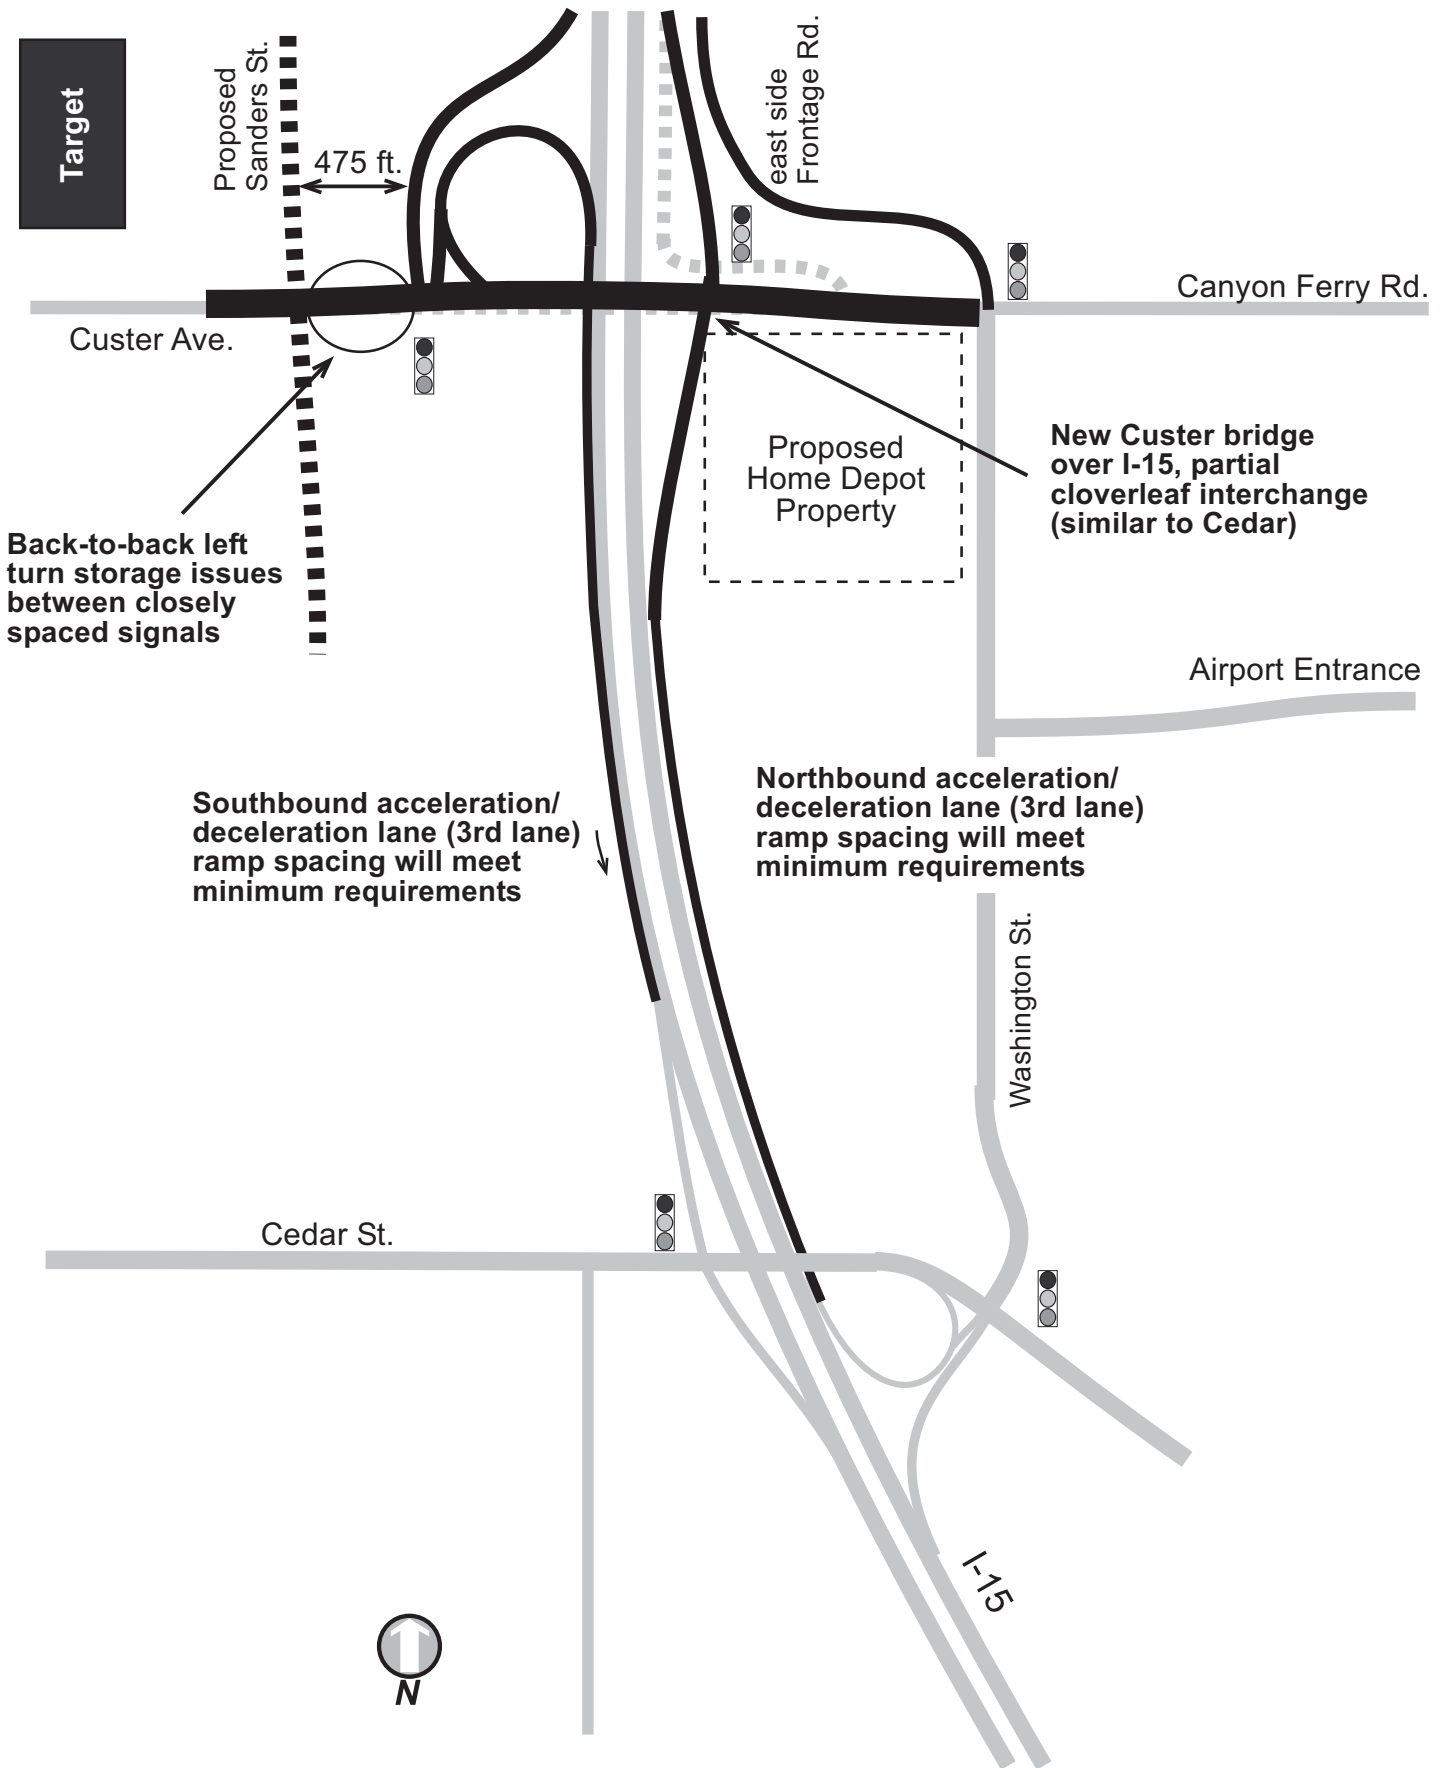 Target
Proposed
Sanders St.
475 ft.
east side
Frontage Rd.
Canyon Ferry Rd.
Custer Ave.
Proposed
Home Depot
Property
New Custer bridge
over I-15, partial
cloverleaf interchange
(similar to Cedar)
Back-to-back left
turn storage issues
between closely
spaced signals
Airport Entrance
Southbound acceleration/
deceleration lane (3rd lane)
ramp spacing will meet
minimum requirements
Northbound acceleration/
deceleration lane (3rd lane)
ramp spacing will meet
minimum requirements
Washington St.
Cedar St.
I-15
N